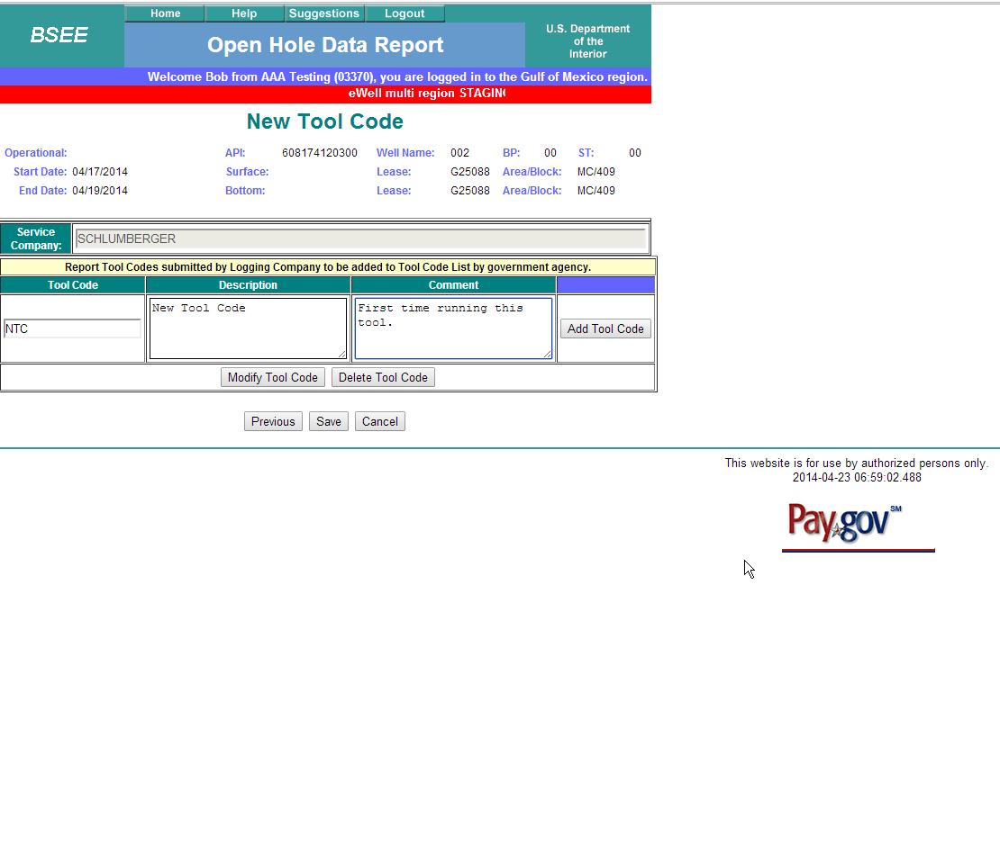 Home Help Suggestions Logout
BSEE
Open Hole Data Report
U.S. Department
of the
Interior
Welcome Bob from AAA Testing (03370), you are logged in to the Gulf of Mexico region.
eWell multi region STAGIN
New Tool Code
Operational: API: 608174120300 Well Name: 002 BP: 00 ST: 00
Start Date: 04/17/2014 Surface: Lease: G25088 Area/Block: MC/409
End Date: 04/19/2014 Bottom: Lease: G25088 Area/Block: MC/409
Service
Company:
SCHLUMBERGER
Report Tool Codes submitted by Logging Company to be added to Tool Code List by government agency.
Tool Code Description Comment
NTC
New Tool Code
First time running this
tool.
Add Tool Code
Modify Tool Code Delete Tool Code
Previous Save Cancel
This website is for use by authorized persons only.
2014-04-23 06:59:02.488
Pay.gov SM